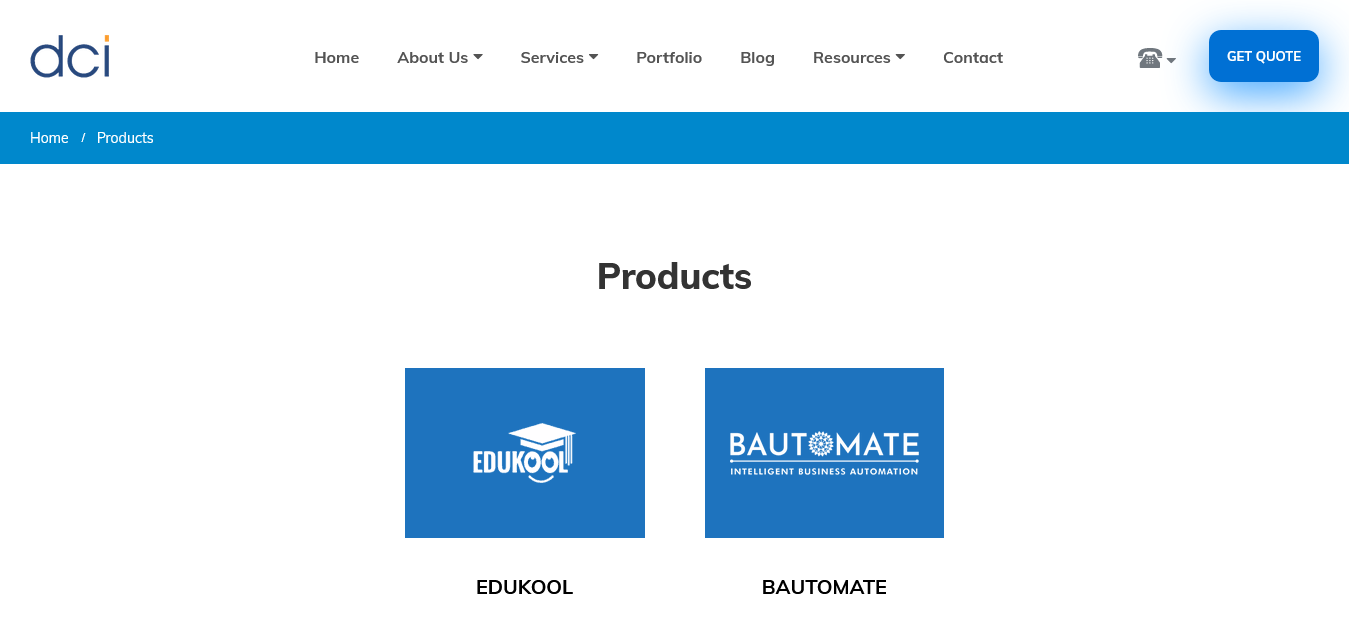 dci
Home About Us Services Portfolio Blog Resources Contact
GET QUOTE
Home / Products
Products
EDUKOOL
BAUTOMATE
INTELLIGENT BUSINESS AUTOMATION
EDUKOOL
BAUTOMATE